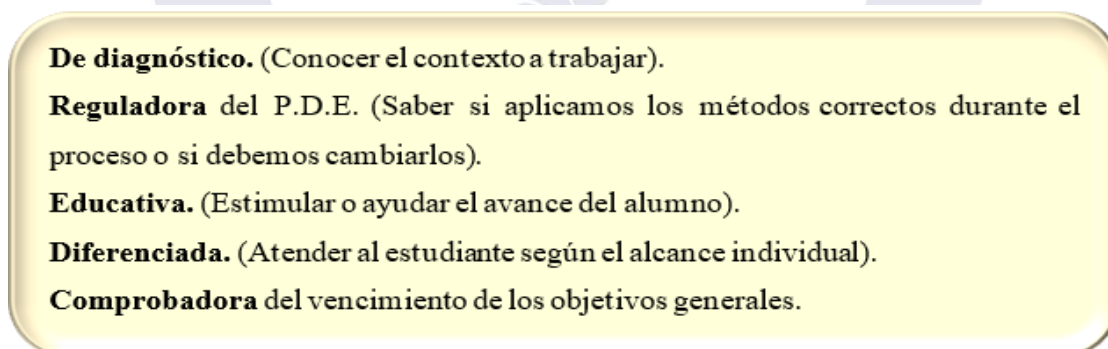 De diagnóstico. (Conocer el contexto a trabajar).
Reguladora del P.D.E. (Saber si aplicamos los métodos correctos durante el
proceso o si debemos cambiarlos).
Educativa. (Estimular o ayudar el avance del alumno).
Diferenciada. (Atender al estudiante según el alcance individual).
Comprobadora del vencimiento de los objetivos generales.